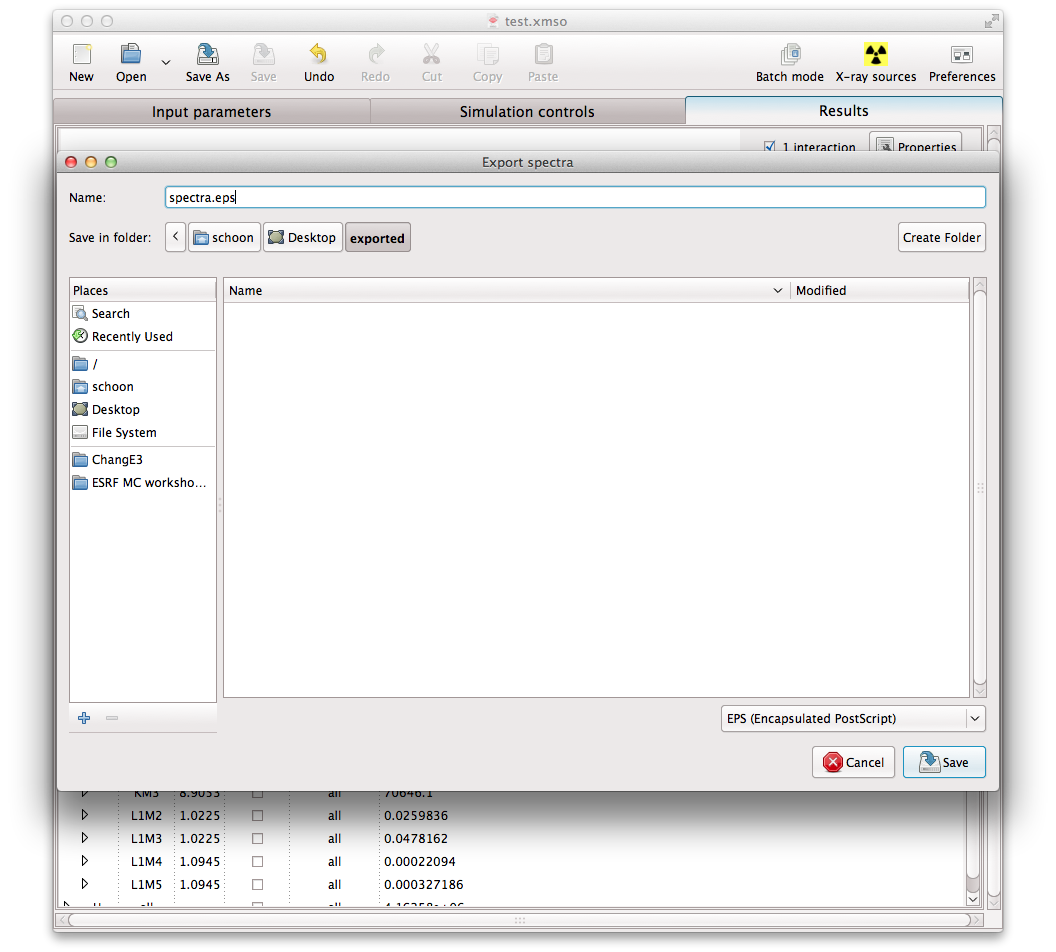 test.xmso
New Open Save As Save Undo Redo Cut Copy Paste Batch mode X-ray sources Preferences
Input parameters Simulation controls Results
1 interaction Properties
Export spectra
Name: spectra.eps
Save in folder: < schoon Desktop exported Create Folder
Places Name Modified
Search
Recently Used
/
schoon
Desktop
File System
ChangE3
ESRF MC worksho...
EPS (Encapsulated PostScript)
Cancel Save
KM3 8.9053 all 70646.1
L1M2 1.0225 all 0.0259836
L1M3 1.0225 all 0.0478162
L1M4 1.0945 all 0.00022094
L1M5 1.0945 all 0.000327186
all all